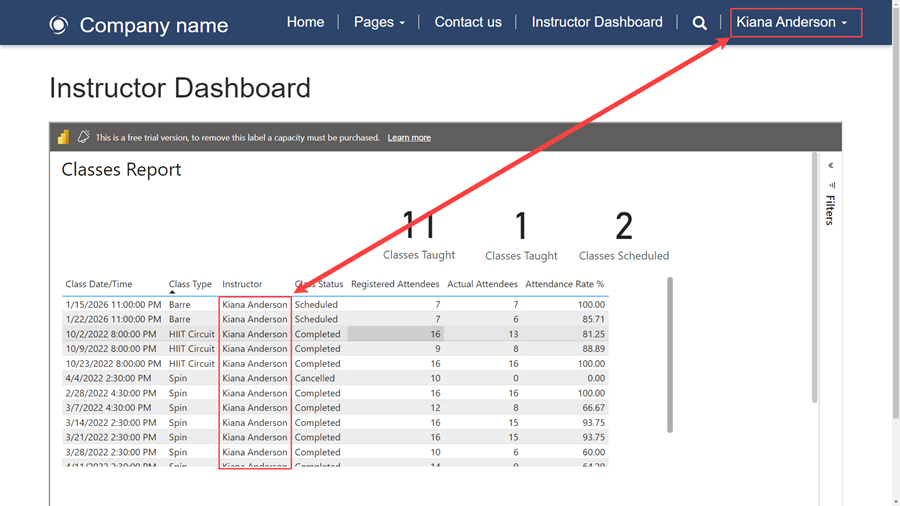 Company name Home Pages Contact us Instructor Dashboard Kiana Anderson
Instructor Dashboard
This is a free trial version, to remove this label a capacity must be purchased. Learn more
Classes Report
Filters
11 1 2
Classes Taught Classes Taught Classes Scheduled
Class Date/Time Class Type Instructor Class Status Registered Attendees Actual Attendees Attendance Rate %
1/15/2026 11:00:00 PM Barre Kiana Anderson Scheduled 7 7 100.00
1/22/2026 11:00:00 PM Barre Kiana Anderson Scheduled 7 6 85.71
10/2/2022 8:00:00 PM HIIT Circuit Kiana Anderson Completed 16 13 81.25
10/9/2022 8:00:00 PM HIIT Circuit Kiana Anderson Completed 9 8 88.89
10/23/2022 8:00:00 PM HIIT Circuit Kiana Anderson Completed 16 16 100.00
4/4/2022 2:30:00 PM Spin Kiana Anderson Cancelled 10 0 0.00
2/28/2022 4:30:00 PM Spin Kiana Anderson Completed 16 16 100.00
3/7/2022 4:30:00 PM Spin Kiana Anderson Completed 12 8 66.67
3/14/2022 2:30:00 PM Spin Kiana Anderson Completed 16 15 93.75
3/21/2022 2:30:00 PM Spin Kiana Anderson Completed 16 15 93.75
3/28/2022 2:30:00 PM Spin Kiana Anderson Completed 10 6 60.00
4/11/2022 2:30:00 PM Spin Kiana Anderson Completed 14 9